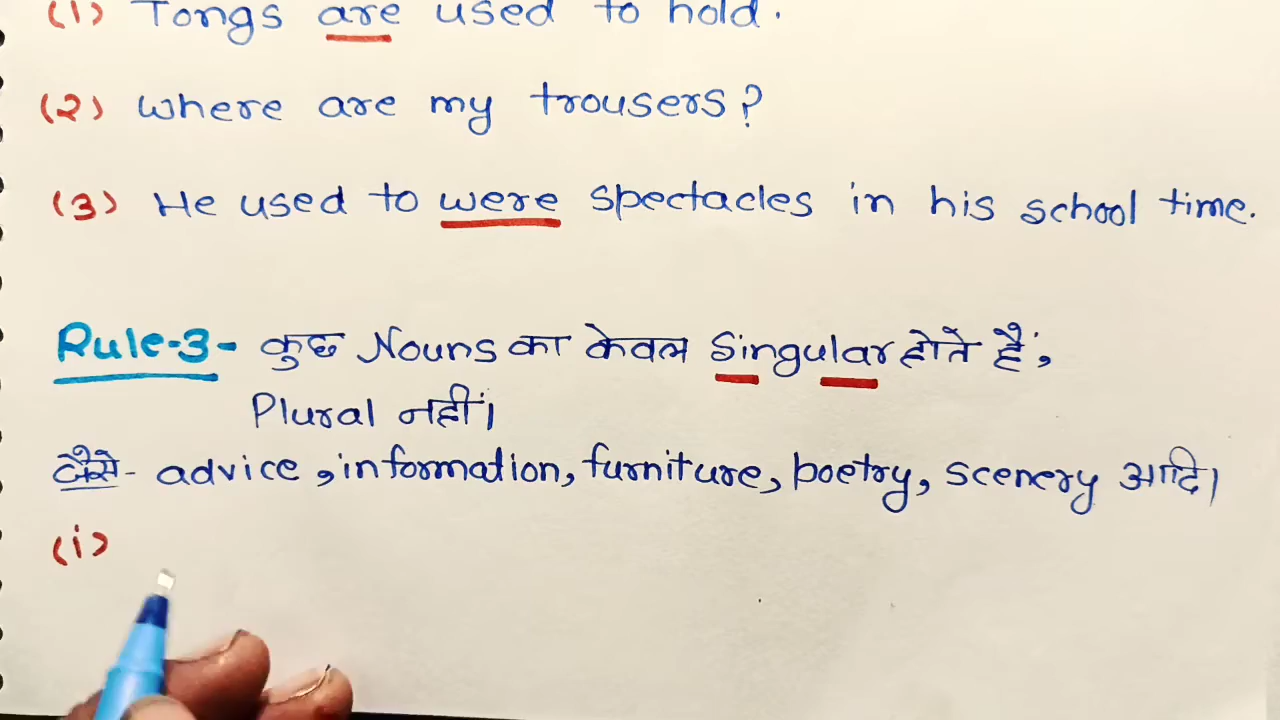 (1) Tongs are used to hold.
(2) Where are my trousers?
(3) He used to were spectacles in his school time.
Rule-3- कुछ Nouns का केवल Singular होते हैं,
Plural नहीं।
जैसे- advice, information, furniture, poetry, scenery आदि।
(i)